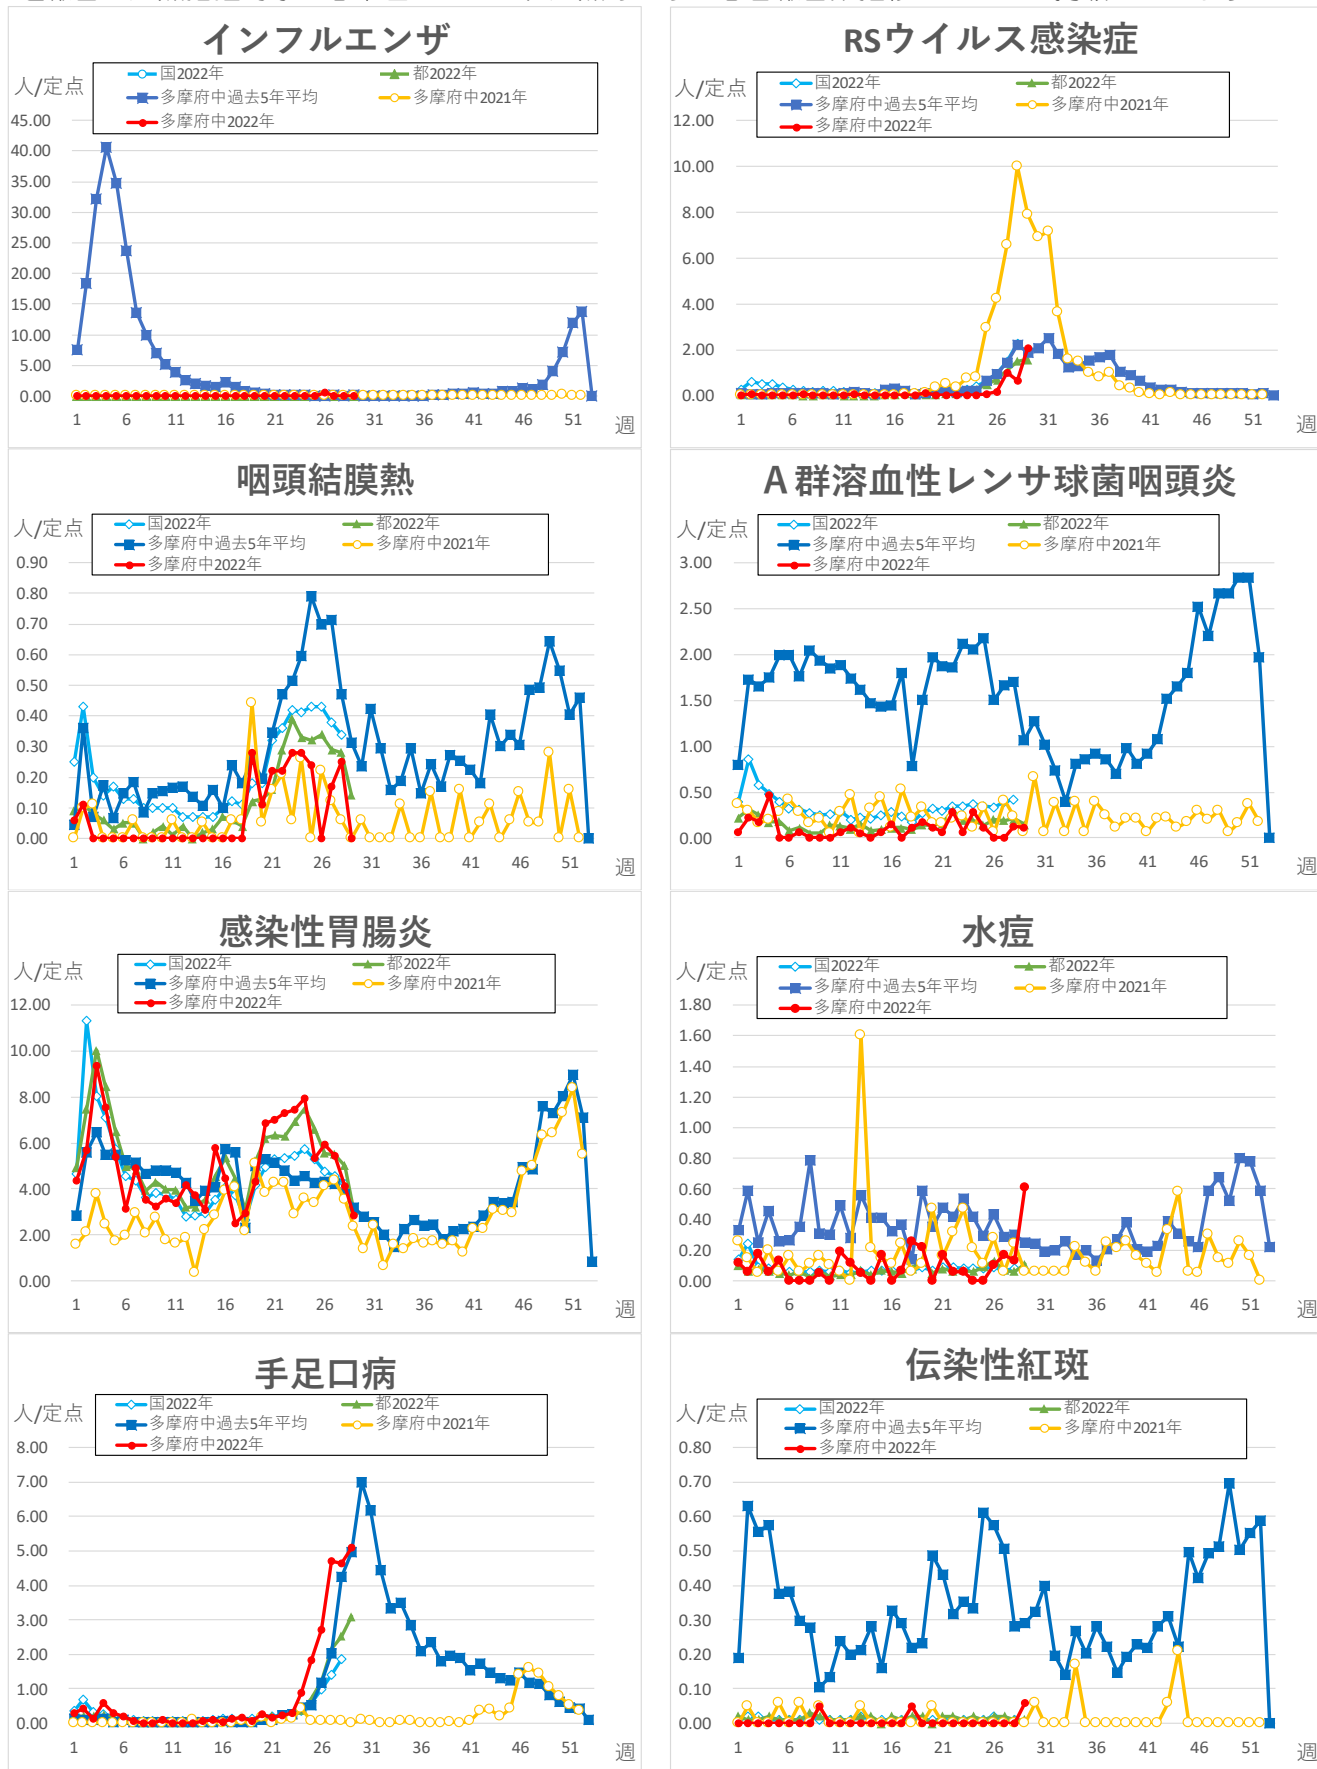 インフルエンザ
人/定点
国2022年 都2022年
多摩府中過去5年平均 多摩府中2021年
多摩府中2022年
45.00
40.00
35.00
30.00
25.00
20.00
15.00
10.00
5.00
0.00
1 6 11 16 21 26 31 36 41 46 51 週
RSウイルス感染症
人/定点
国2022年 都2022年
多摩府中過去5年平均 多摩府中2021年
多摩府中2022年
12.00
10.00
8.00
6.00
4.00
2.00
0.00
1 6 11 16 21 26 31 36 41 46 51 週
咽頭結膜熱
人/定点
国2022年 都2022年
多摩府中過去5年平均 多摩府中2021年
多摩府中2022年
0.90
0.80
0.70
0.60
0.50
0.40
0.30
0.20
0.10
0.00
1 6 11 16 21 26 31 36 41 46 51 週
A群溶血性レンサ球菌咽頭炎
人/定点
国2022年 都2022年
多摩府中過去5年平均 多摩府中2021年
多摩府中2022年
3.00
2.50
2.00
1.50
1.00
0.50
0.00
1 6 11 16 21 26 31 36 41 46 51 週
感染性胃腸炎
人/定点
国2022年 都2022年
多摩府中過去5年平均 多摩府中2021年
多摩府中2022年
12.00
10.00
8.00
6.00
4.00
2.00
0.00
1 6 11 16 21 26 31 36 41 46 51 週
水痘
人/定点
国2022年 都2022年
多摩府中過去5年平均 多摩府中2021年
多摩府中2022年
1.80
1.60
1.40
1.20
1.00
0.80
0.60
0.40
0.20
0.00
1 6 11 16 21 26 31 36 41 46 51 週
手足口病
人/定点
国2022年 都2022年
多摩府中過去5年平均 多摩府中2021年
多摩府中2022年
8.00
7.00
6.00
5.00
4.00
3.00
2.00
1.00
0.00
1 6 11 16 21 26 31 36 41 46 51 週
伝染性紅斑
人/定点
国2022年 都2022年
多摩府中過去5年平均 多摩府中2021年
多摩府中2022年
0.80
0.70
0.60
0.50
0.40
0.30
0.20
0.10
0.00
1 6 11 16 21 26 31 36 41 46 51 週